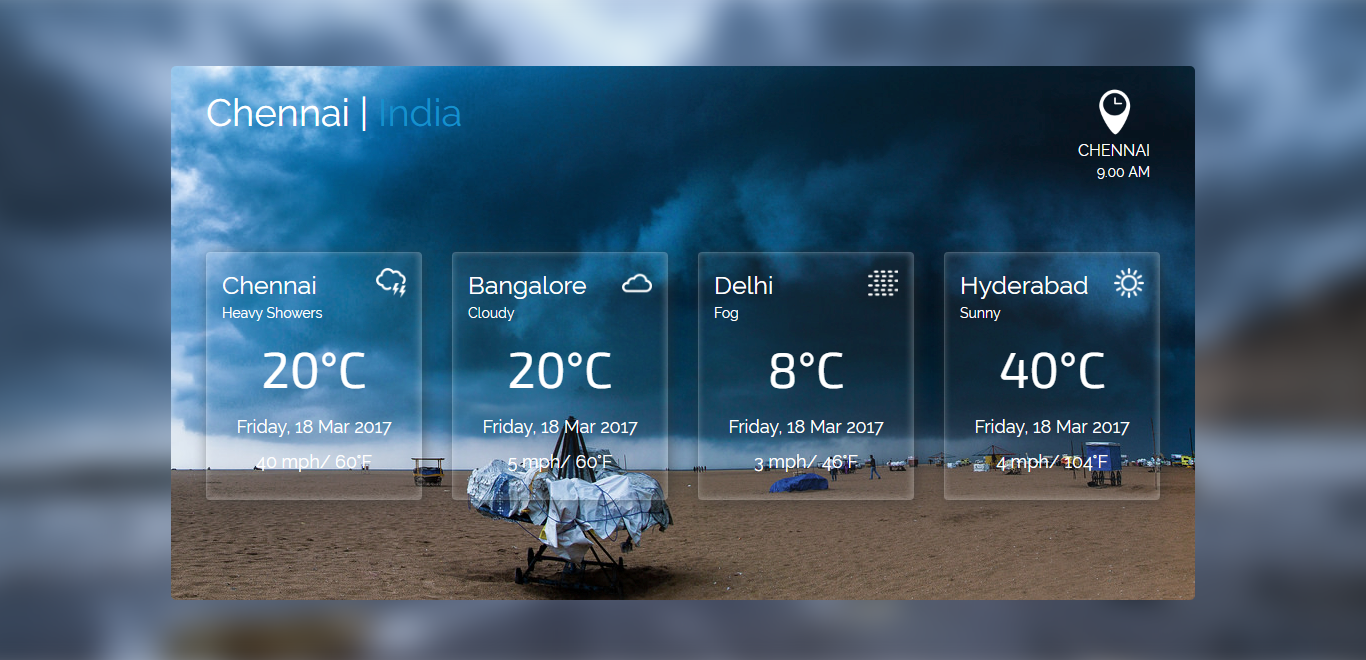 Chennai | India
CHENNAI
9.00 AM
Chennai
Heavy Showers
20°C
Friday, 18 Mar 2017
40 mph/ 60°F
Bangalore
Cloudy
20°C
Friday, 18 Mar 2017
5 mph/ 60°F
Delhi
Fog
8°C
Friday, 18 Mar 2017
3 mph/ 46°F
Hyderabad
Sunny
40°C
Friday, 18 Mar 2017
4 mph/ 104°F